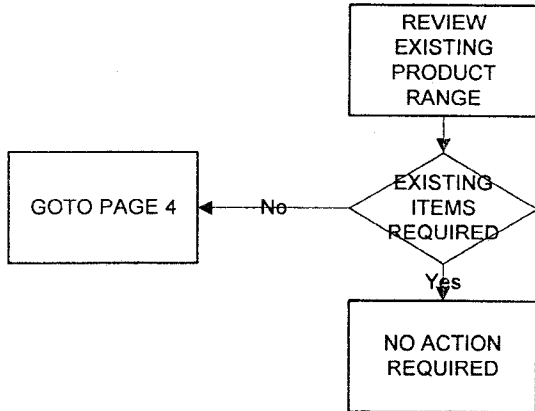 REVIEW
EXISTING
PRODUCT
RANGE
EXISTING
ITEMS
REQUIRED
GOTO PAGE 4
No
Yes
NO ACTION
REQUIRED